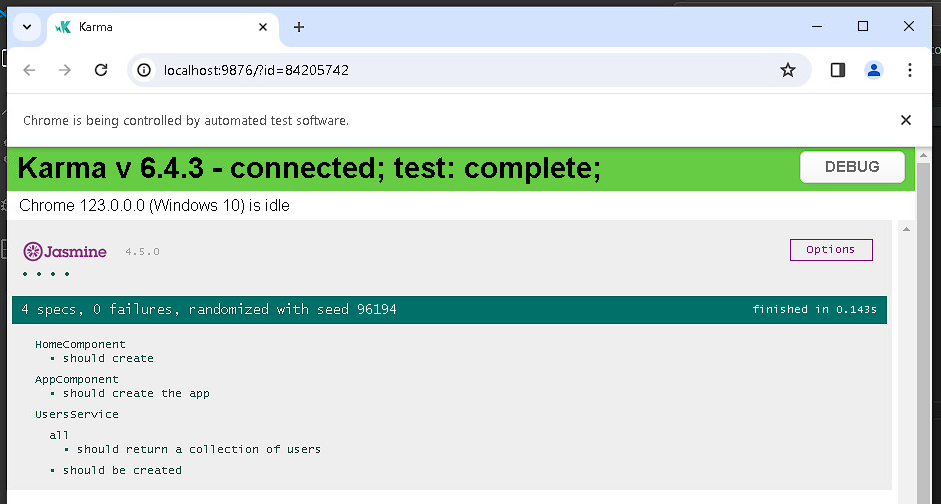 Karma
localhost:9876/?id=84205742
Chrome is being controlled by automated test software.
Karma v 6.4.3 - connected; test: complete;
DEBUG
Chrome 123.0.0.0 (Windows 10) is idle
Jasmine 4.5.0
Options
• • • •
4 specs, 0 failures, randomized with seed 96194
finished in 0.143s
HomeComponent
• should create
AppComponent
• should create the app
UsersService
all
• should return a collection of users
• should be created